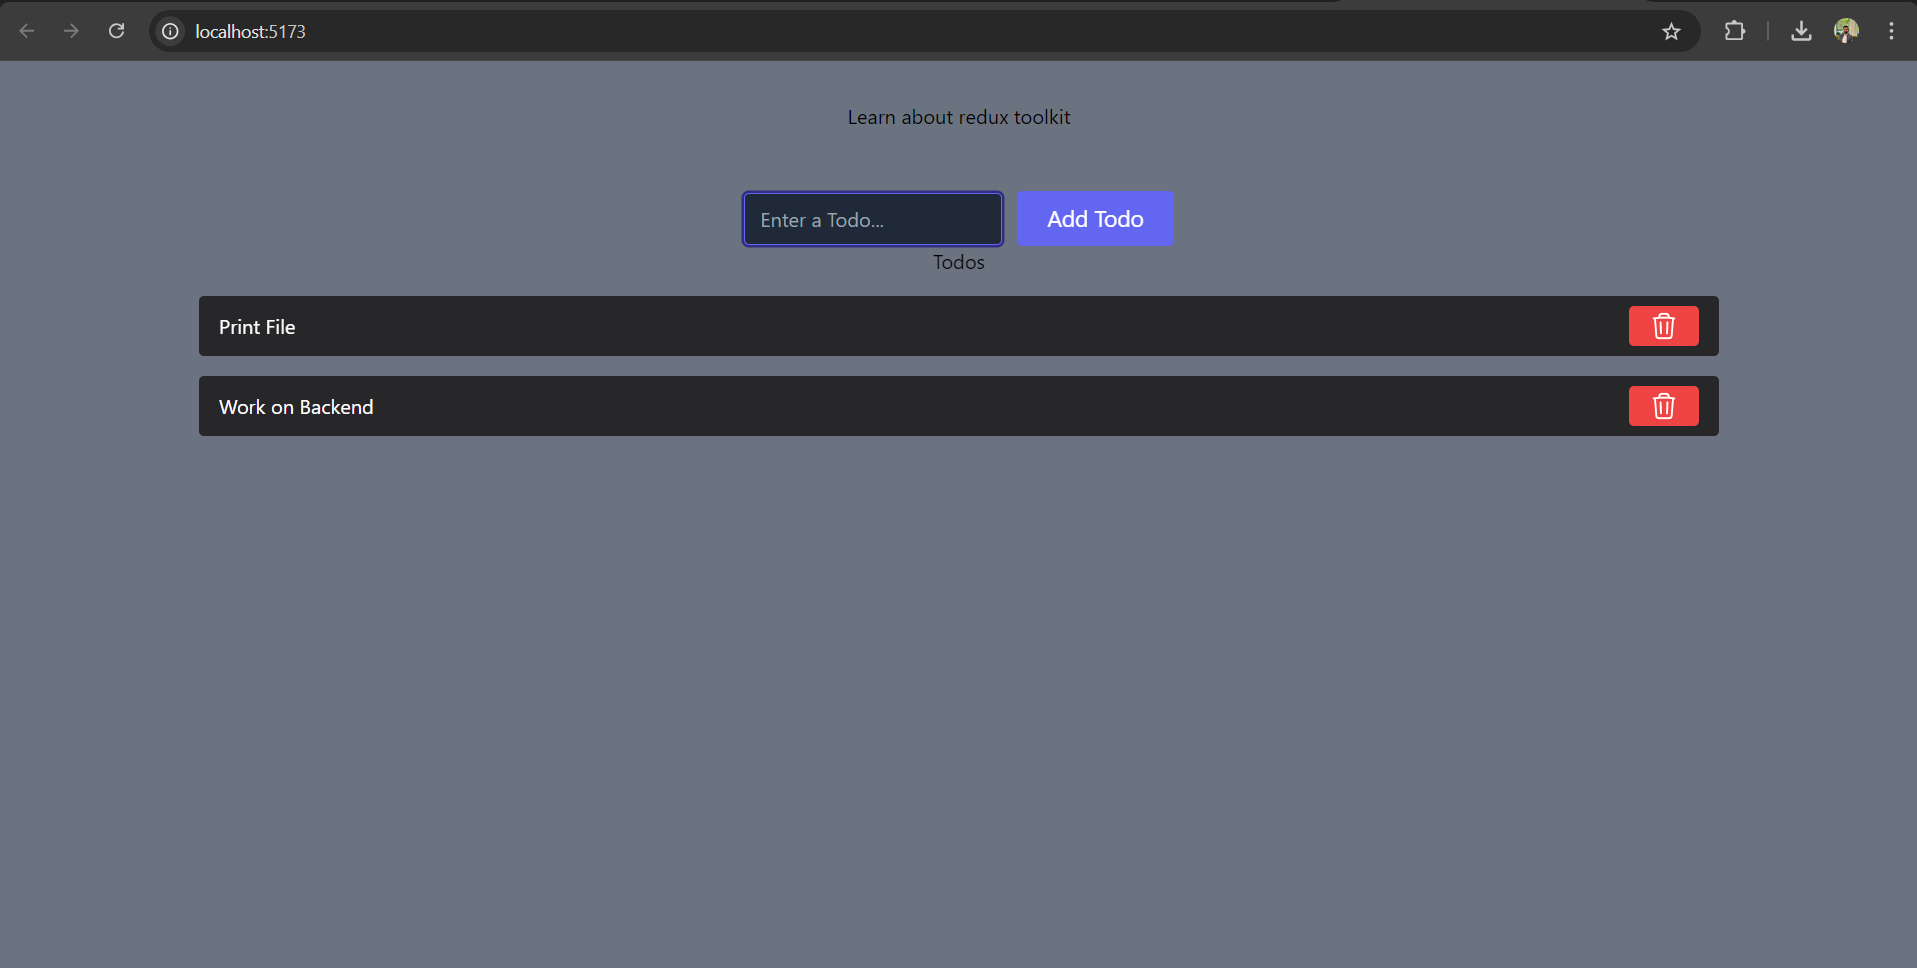 localhost:5173
Learn about redux toolkit
Enter a Todo...
Add Todo
Todos
Print File
Work on Backend